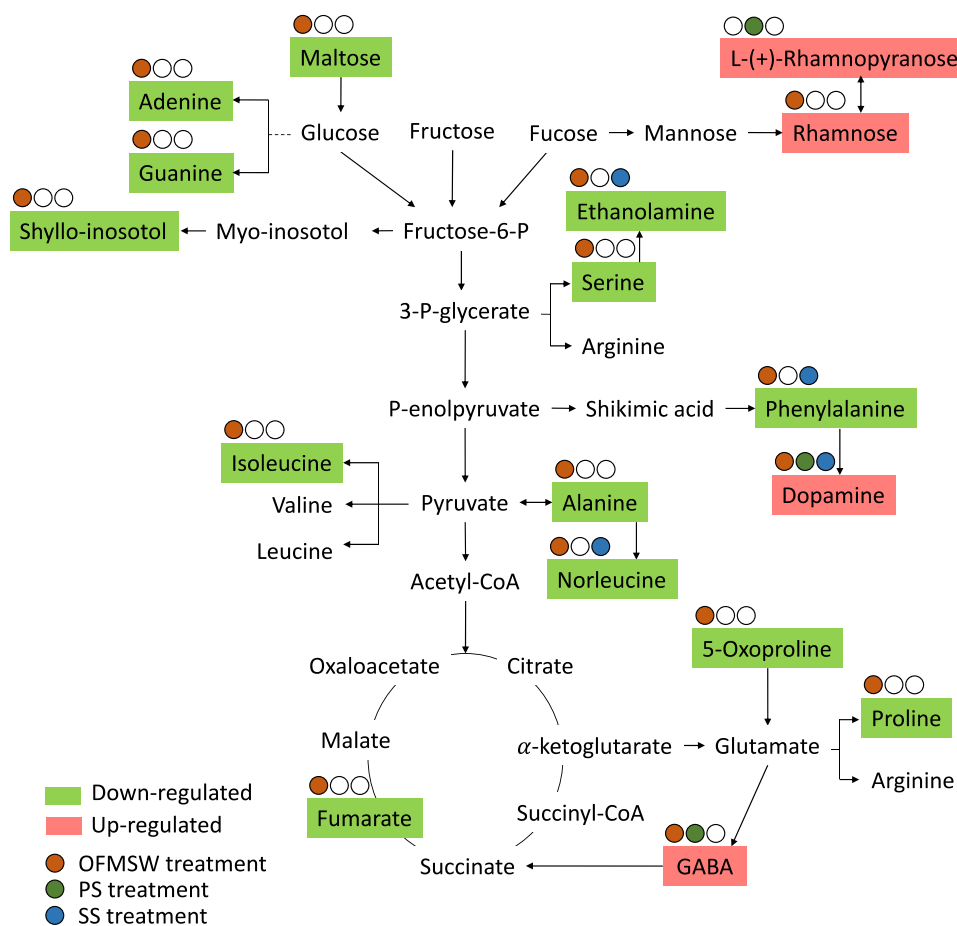 Maltose
L-(+)-Rhamnopyranose
Adenine
Glucose
Fructose
Fucose
Mannose
Rhamnose
Guanine
Shyllo-inosotol
Myo-inosotol
Fructose-6-P
Ethanolamine
Serine
3-P-glycerate
Arginine
P-enolpyruvate
Shikimic acid
Phenylalanine
Isoleucine
Dopamine
Valine
Pyruvate
Alanine
Leucine
Acetyl-CoA
Norleucine
5-Oxoproline
Oxaloacetate
Citrate
Proline
Malate
α-ketoglutarate
Glutamate
Arginine
Fumarate
Succinyl-CoA
Succinate
GABA
Down-regulated
Up-regulated
OFMSW treatment
PS treatment
SS treatment